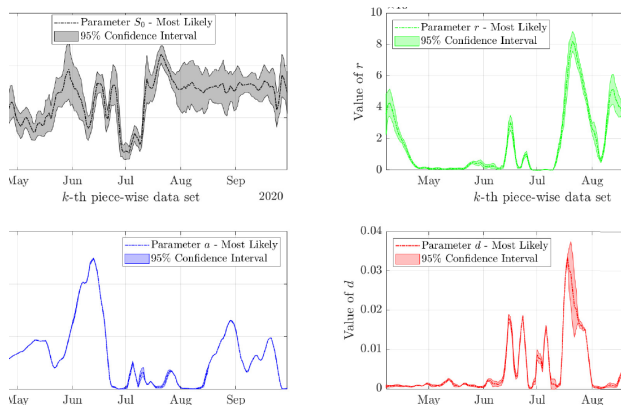 Parameter S0 - Most Likely
95% Confidence Interval
May Jun Jul Aug Sep
2020
k-th piece-wise data set
10
8
6
4
2
0
Value of r
Parameter r - Most Likely
95% Confidence Interval
May Jun Jul Aug
k-th piece-wise data set
Parameter a - Most Likely
95% Confidence Interval
May Jun Jul Aug Sep
0.04
0.03
0.02
0.01
0
Value of d
Parameter d - Most Likely
95% Confidence Interval
May Jun Jul Aug